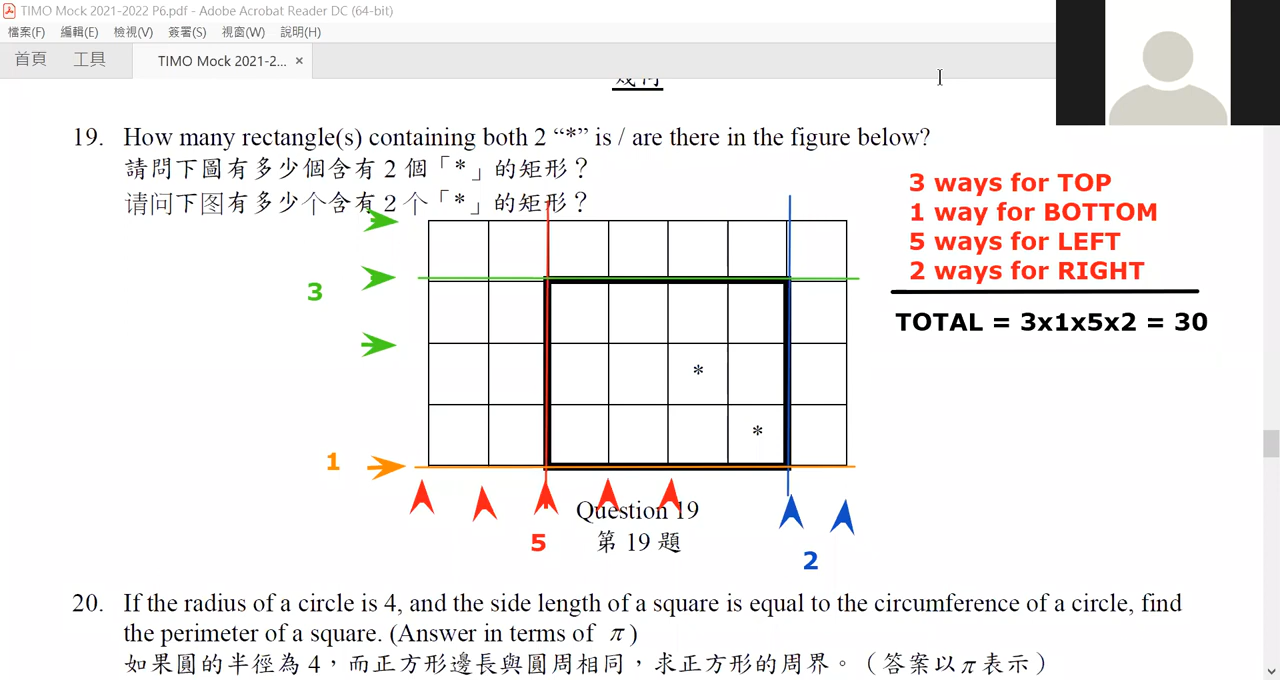 TIMO Mock 2021-2022 P6.pdf - Adobe Acrobat Reader DC (64-bit)
檔案(F) 編輯(E) 檢視(V) 簽署(S) 視窗(W) 說明(H)
首頁 工具 TIMO Mock 2021-2... ×
幾何
19. How many rectangle(s) containing both 2 “*” is / are there in the figure below?
請問下圖有多少個含有 2 個「*」的矩形？
请问下图有多少个含有 2 个「*」的矩形？
3 ways for TOP
1 way for BOTTOM
5 ways for LEFT
2 ways for RIGHT
TOTAL = 3x1x5x2 = 30
3
*
*
1
Question 19
第 19 題
5
2
20. If the radius of a circle is 4, and the side length of a square is equal to the circumference of a circle, find
the perimeter of a square. (Answer in terms of π)
如果圓的半徑為 4，而正方形邊長與圓周相同，求正方形的周界。（答案以π表示）